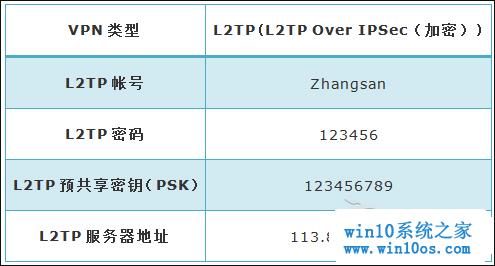 VPN 类型 L2TP(L2TP Over IPSec（加密）)
L2TP 帐号 Zhangsan
L2TP 密码 123456
L2TP 预共享密钥(PSK) 123456789
L2TP 服务器地址 113.8
win10系统之家
www.win10os.com